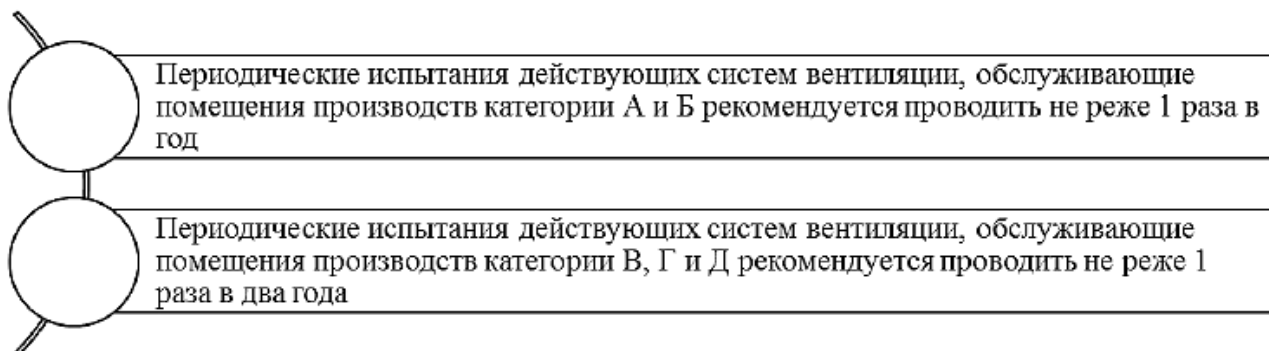 Периодические испытания действующих систем вентиляции, обслуживающие
помещения производств категории А и Б рекомендуется проводить не реже 1 раза в
год
Периодические испытания действующих систем вентиляции, обслуживающие
помещения производств категории В, Г и Д рекомендуется проводить не реже 1
раза в два года